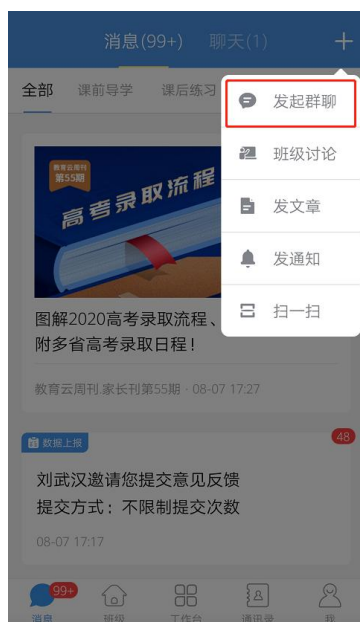 消息(99+)
聊天(1)
全部
课前导学
课后练习
发起群聊
班级讨论
发文章
发通知
扫一扫
教育云周刊
第55期
高考录取流程
图解2020高考录取流程、
附多省高考录取日程!
教育云周刊.家长刊第55期 · 08-07 17:27
数据上报
48
刘武汉邀请您提交意见反馈
提交方式：不限制提交次数
08-07 17:17
99+
消息
班级
工作台
通讯录
我